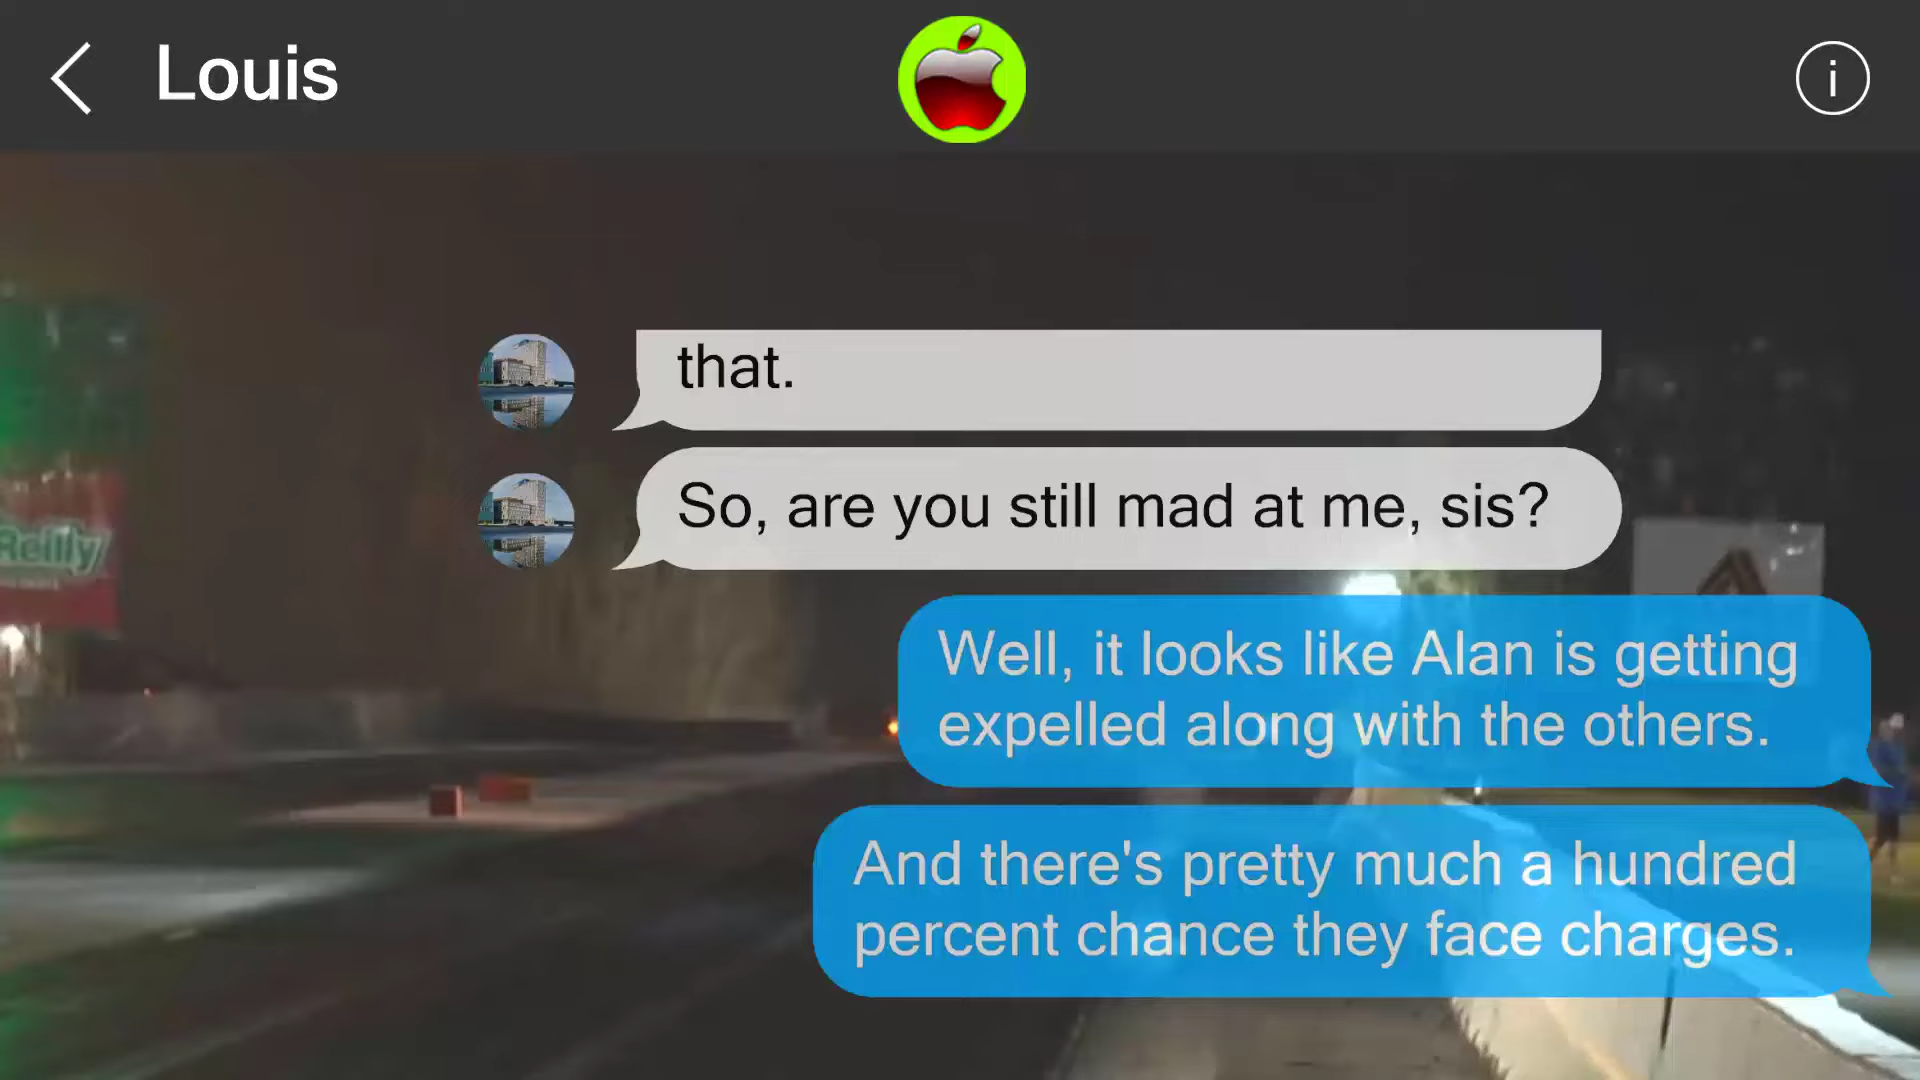 Louis
i
that.
So, are you still mad at me, sis?
Reilly
Well, it looks like Alan is getting
expelled along with the others.
And there's pretty much a hundred
percent chance they face charges.